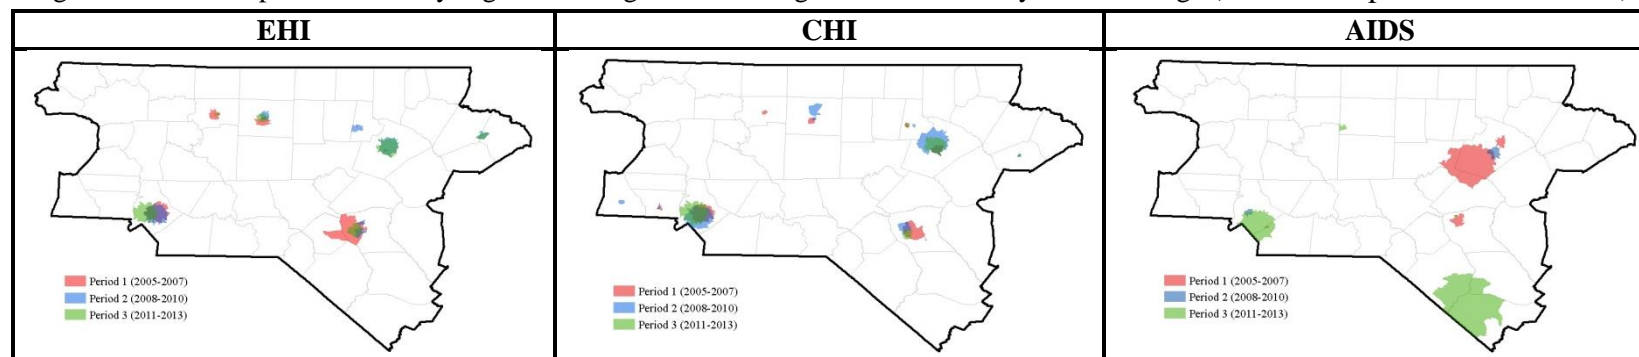 EHI
CHI
AIDS
Period 1 (2005-2007)
Period 2 (2008-2010)
Period 3 (2011-2013)
Period 1 (2005-2007)
Period 2 (2008-2010)
Period 3 (2011-2013)
Period 1 (2005-2007)
Period 2 (2008-2010)
Period 3 (2011-2013)